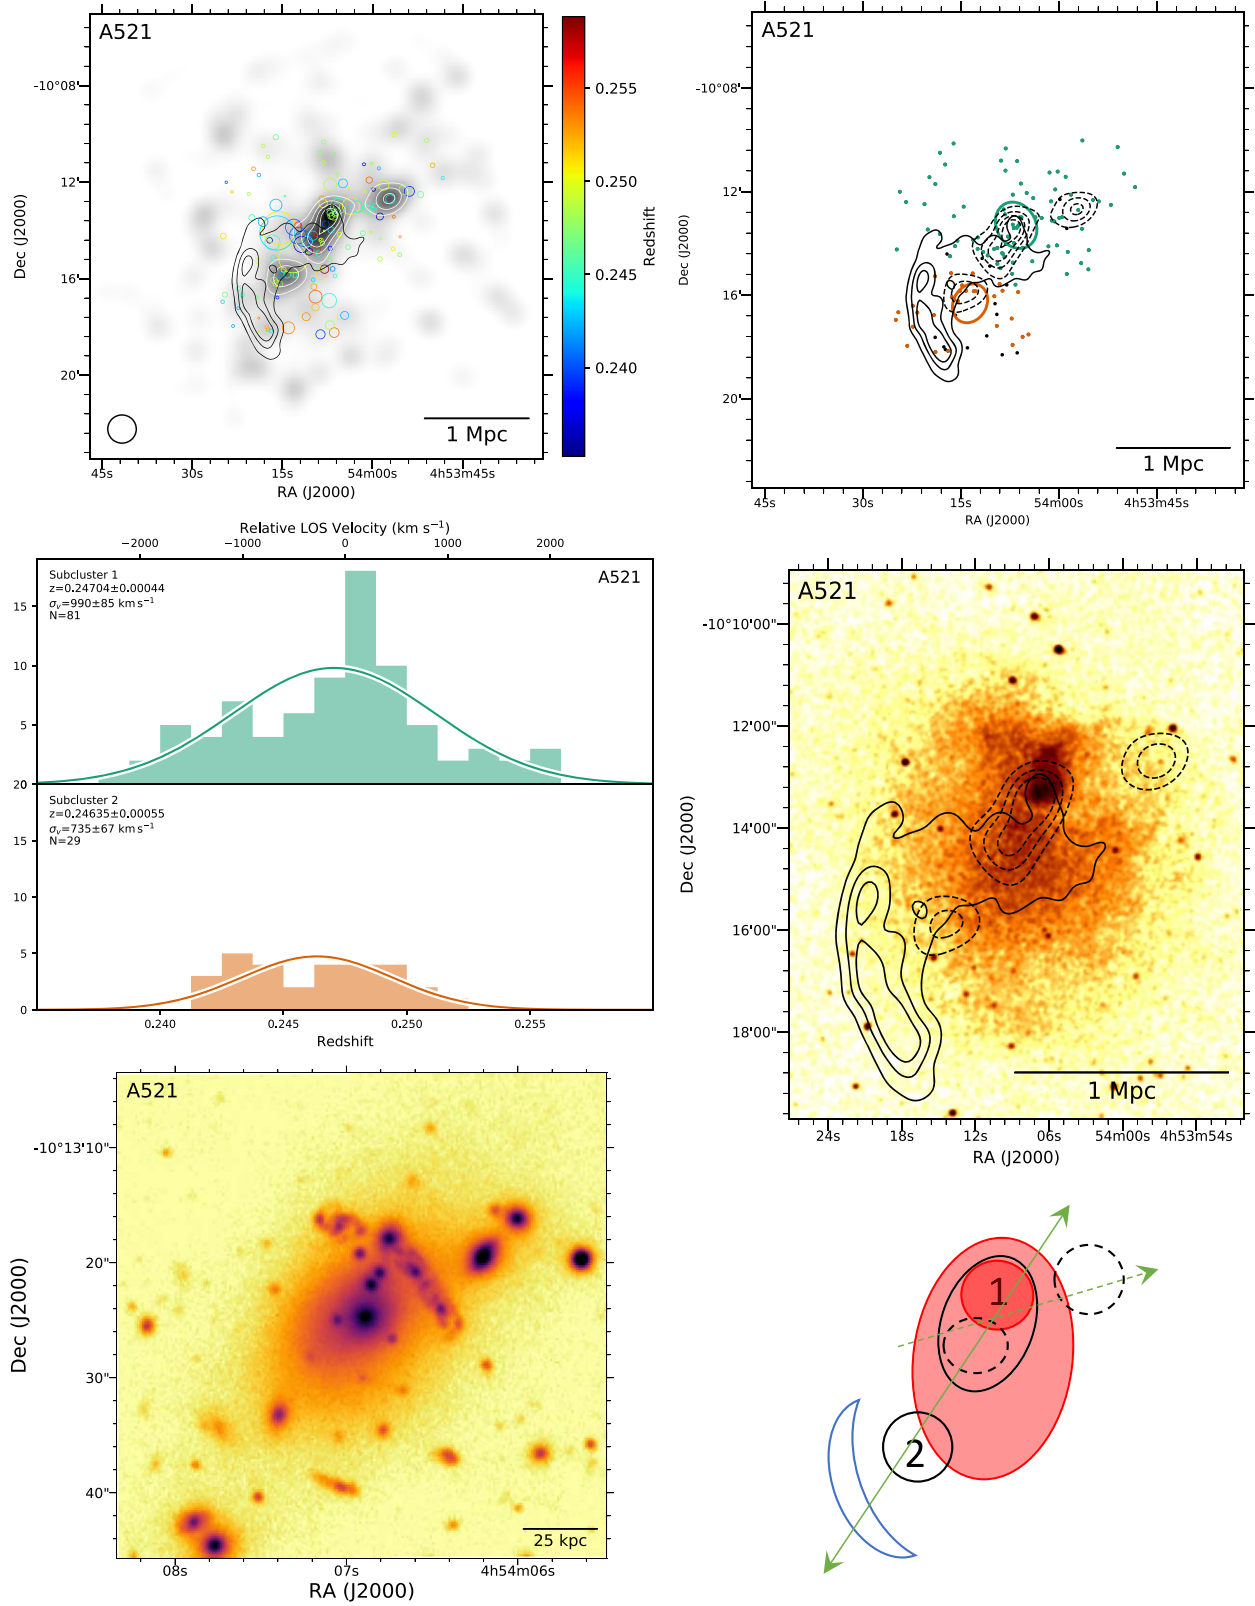 A521
-10°08'
12'
16'
20'
Dec (J2000)
45s
30s
15s
54m00s
4h53m45s
RA (J2000)
1 Mpc
0.255
0.250
0.245
0.240
Redshift
A521
-10°08'
12'
16'
20'
Dec (J2000)
45s
30s
15s
54m00s
4h53m45s
RA (J2000)
1 Mpc
Relative LOS Velocity (km s⁻¹)
−2000
−1000
0
1000
2000
Subcluster 1
z=0.24704±0.00044
σᵥ=990±85 km s⁻¹
N=81
A521
15
10
5
0
Subcluster 2
z=0.24635±0.00055
σᵥ=735±67 km s⁻¹
N=29
20
15
10
5
0
0.240
0.245
0.250
0.255
Redshift
A521
-10°10'00"
12'00"
14'00"
16'00"
18'00"
Dec (J2000)
1 Mpc
24s
18s
12s
06s
54m00s
4h53m54s
RA (J2000)
A521
-10°13'10"
20"
30"
40"
Dec (J2000)
25 kpc
08s
07s
4h54m06s
RA (J2000)
1
2